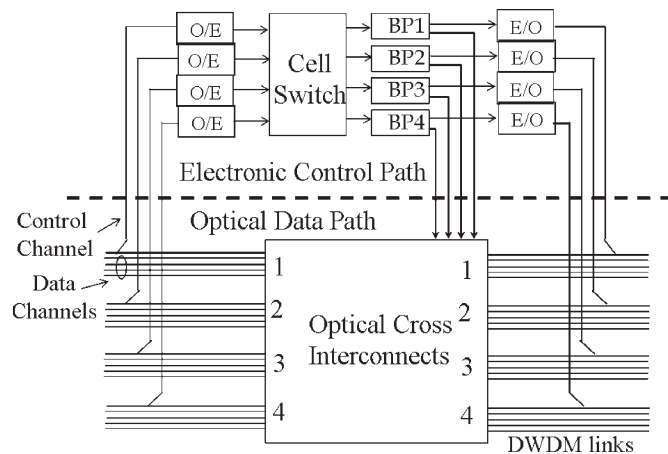 O/E
O/E
O/E
O/E
Cell
Switch
BP1
BP2
BP3
BP4
E/O
E/O
E/O
E/O
Electronic Control Path
Optical Data Path
Control
Channel
Data
Channels
1
2
3
4
Optical Cross
Interconnects
1
2
3
4
DWDM links